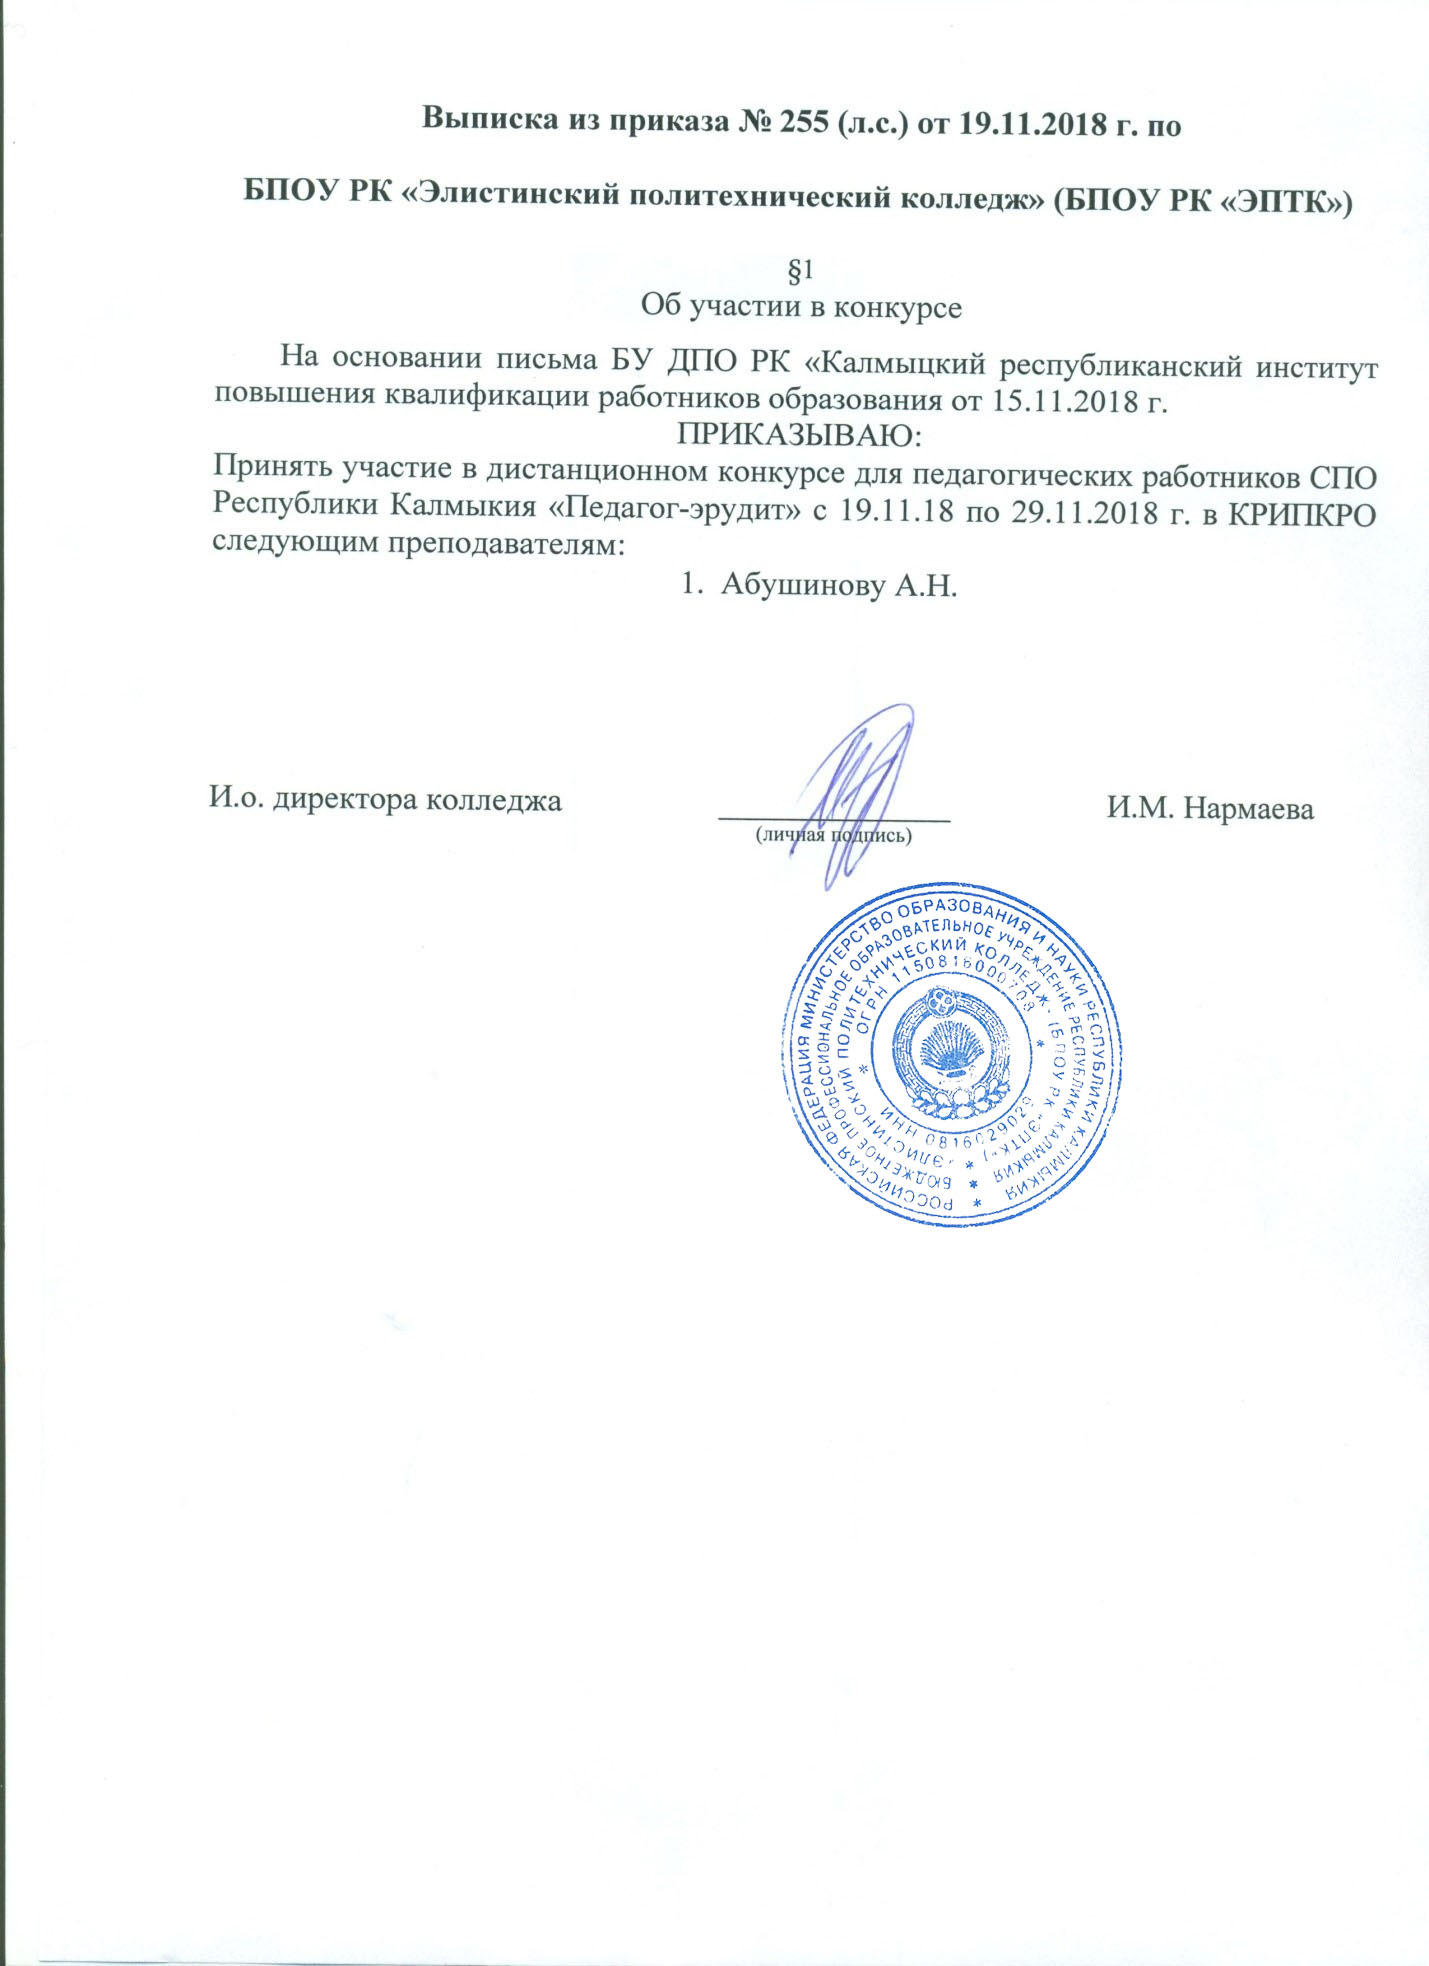 Выписка из приказа № 255 (л.с.) от 19.11.2018 г. по
БПОУ РК «Элистинский политехнический колледж» (БПОУ РК «ЭПТК»)
§1
Об участии в конкурсе
На основании письма БУ ДПО РК «Калмыцкий республиканский институт
повышения квалификации работников образования от 15.11.2018 г.
ПРИКАЗЫВАЮ:
Принять участие в дистанционном конкурсе для педагогических работников СПО
Республики Калмыкия «Педагог-эрудит» с 19.11.18 по 29.11.2018 г. в КРИПКРО
следующим преподавателям:
1. Абушинову А.Н.
И.о. директора колледжа
И.М. Нармаева
(личная подпись)
РОССИЙСКАЯ ФЕДЕРАЦИЯ МИНИСТЕРСТВО ОБРАЗОВАНИЯ И НАУКИ РЕСПУБЛИКИ КАЛМЫКИЯ *
БЮДЖЕТНОЕ ПРОФЕССИОНАЛЬНОЕ ОБРАЗОВАТЕЛЬНОЕ УЧРЕЖДЕНИЕ РЕСПУБЛИКИ КАЛМЫКИЯ *
"ЭЛИСТИНСКИЙ ПОЛИТЕХНИЧЕСКИЙ КОЛЛЕДЖ" (БПОУ РК "ЭПТК") *
* ОГРН 1150816000708 *
ИНН 0816029029